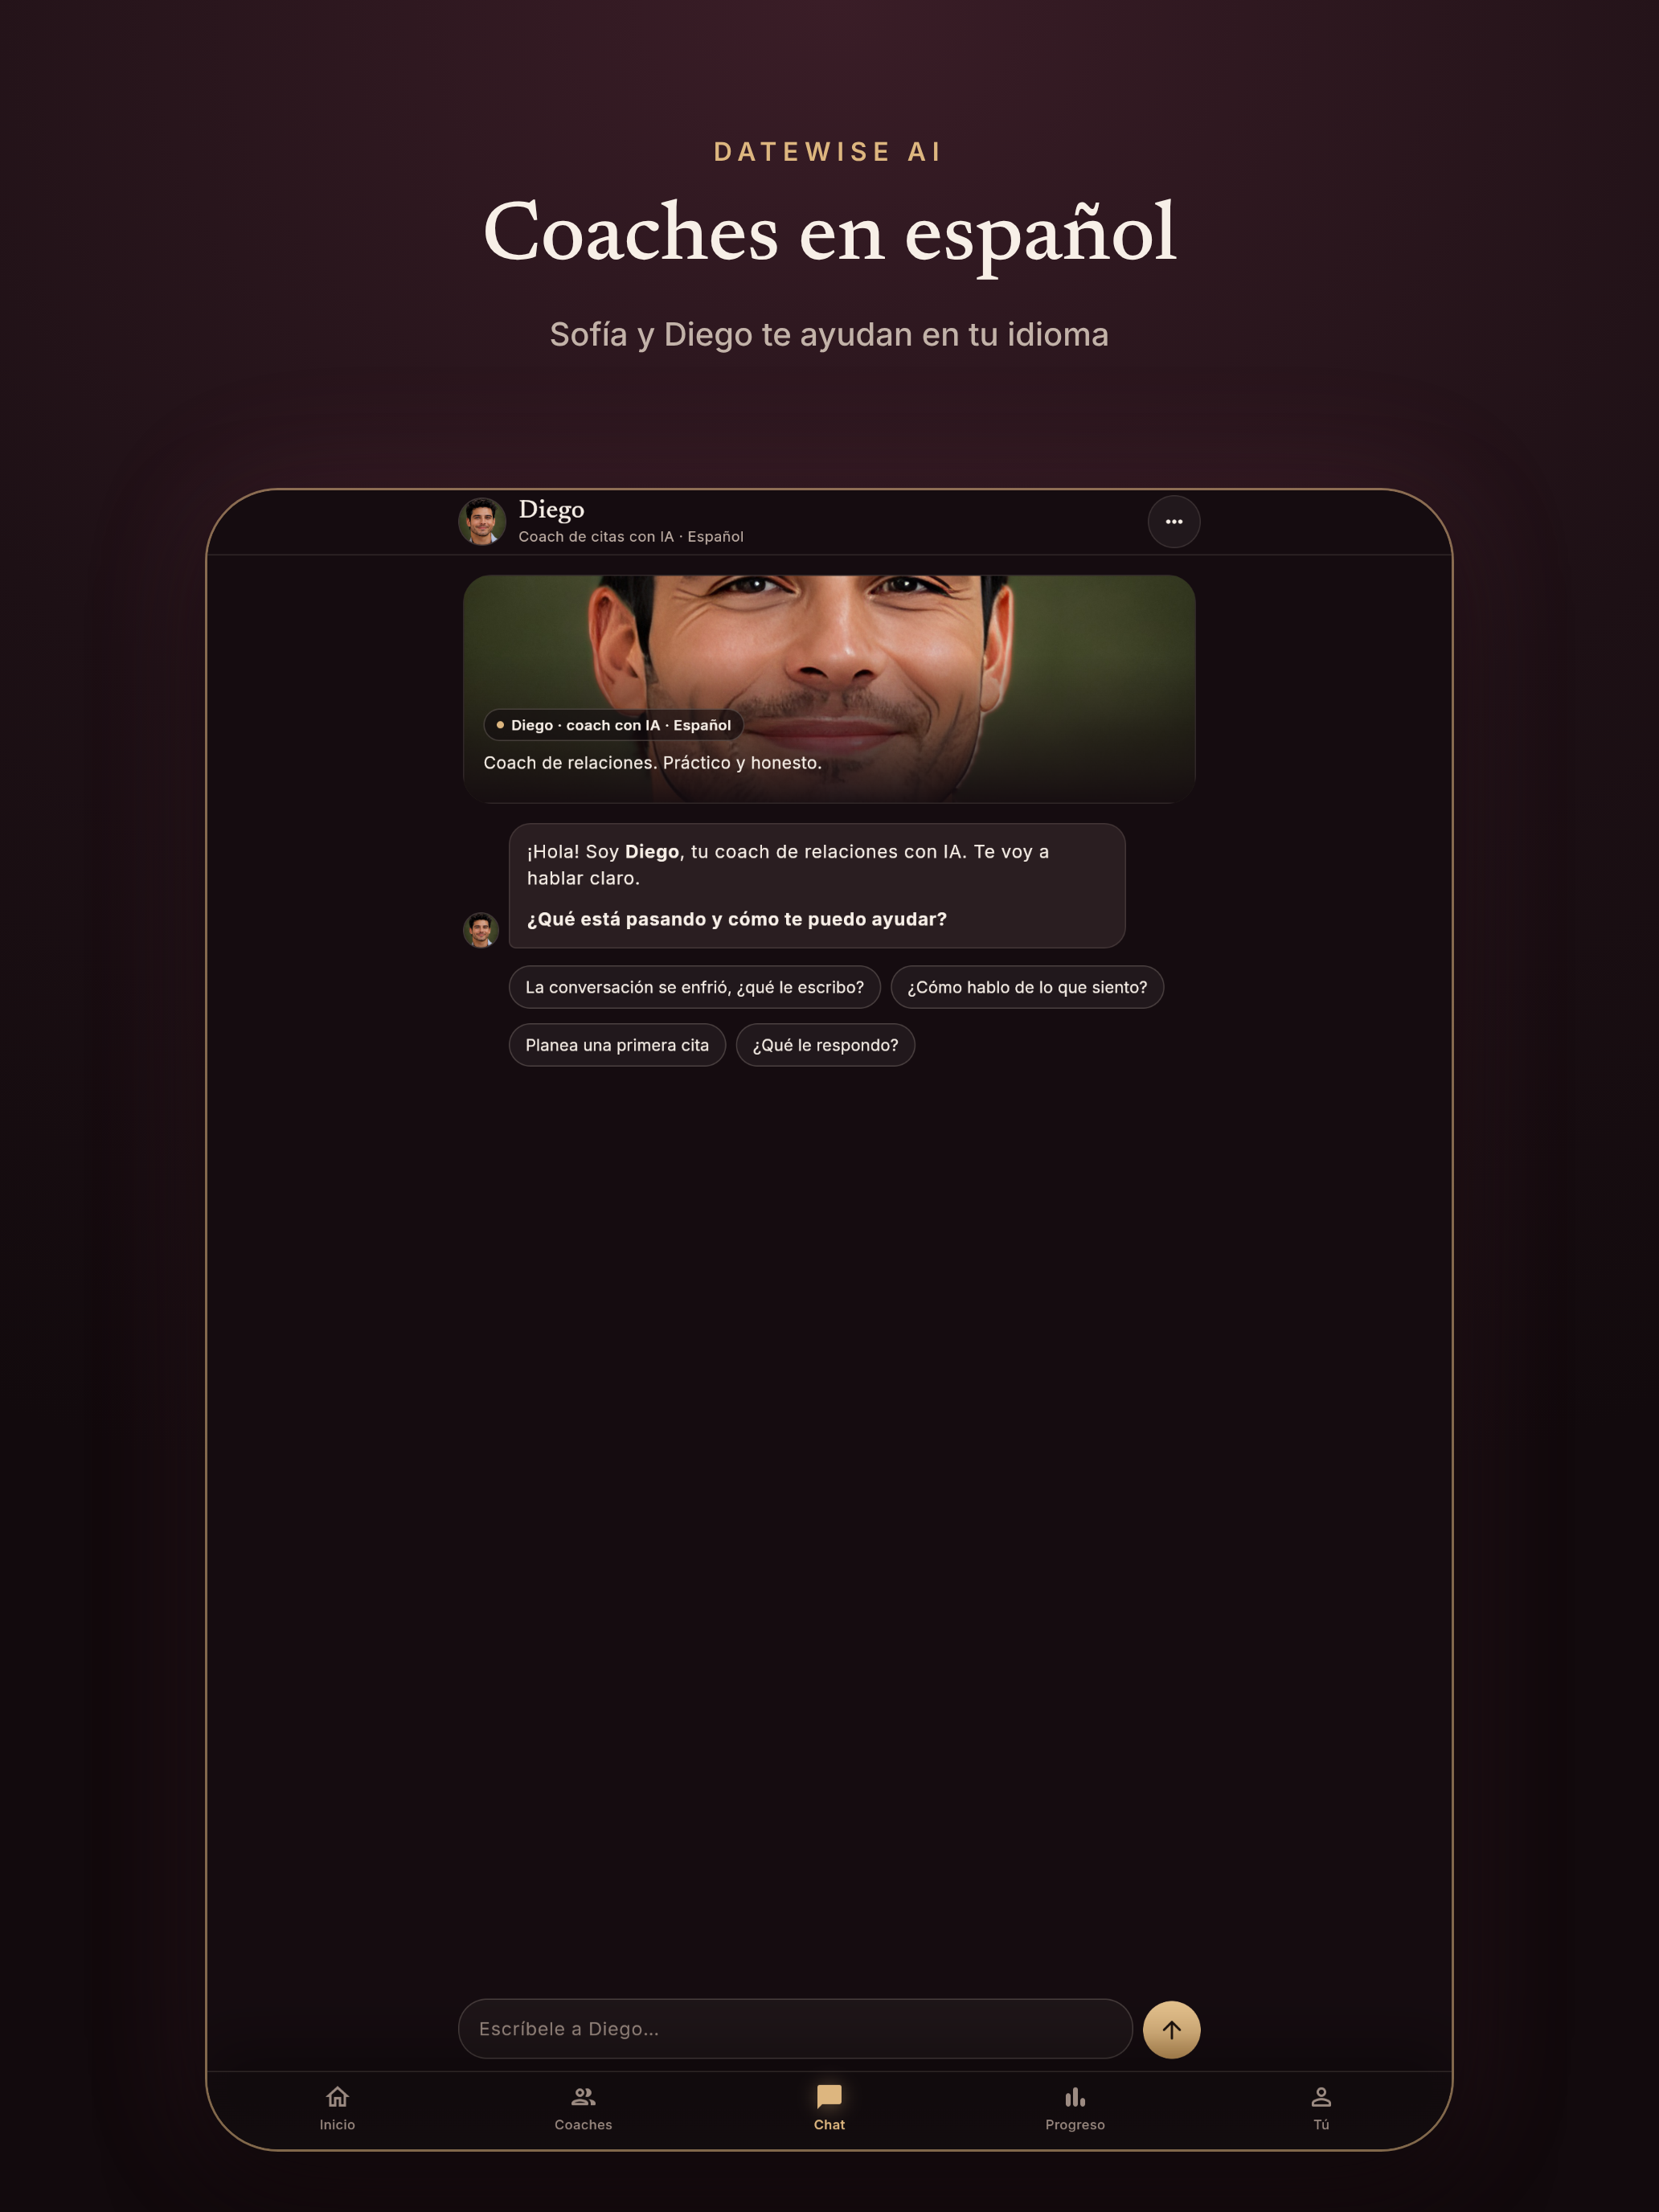 DATEWISE AI
Coaches en español
Sofía y Diego te ayudan en tu idioma
Diego
Coach de citas con IA · Español
Diego · coach con IA · Español
Coach de relaciones. Práctico y honesto.
¡Hola! Soy Diego, tu coach de relaciones con IA. Te voy a
hablar claro.
¿Qué está pasando y cómo te puedo ayudar?
La conversación se enfrió, ¿qué le escribo?
¿Cómo hablo de lo que siento?
Planea una primera cita
¿Qué le respondo?
Escríbele a Diego...
Inicio
Coaches
Chat
Progreso
Tú